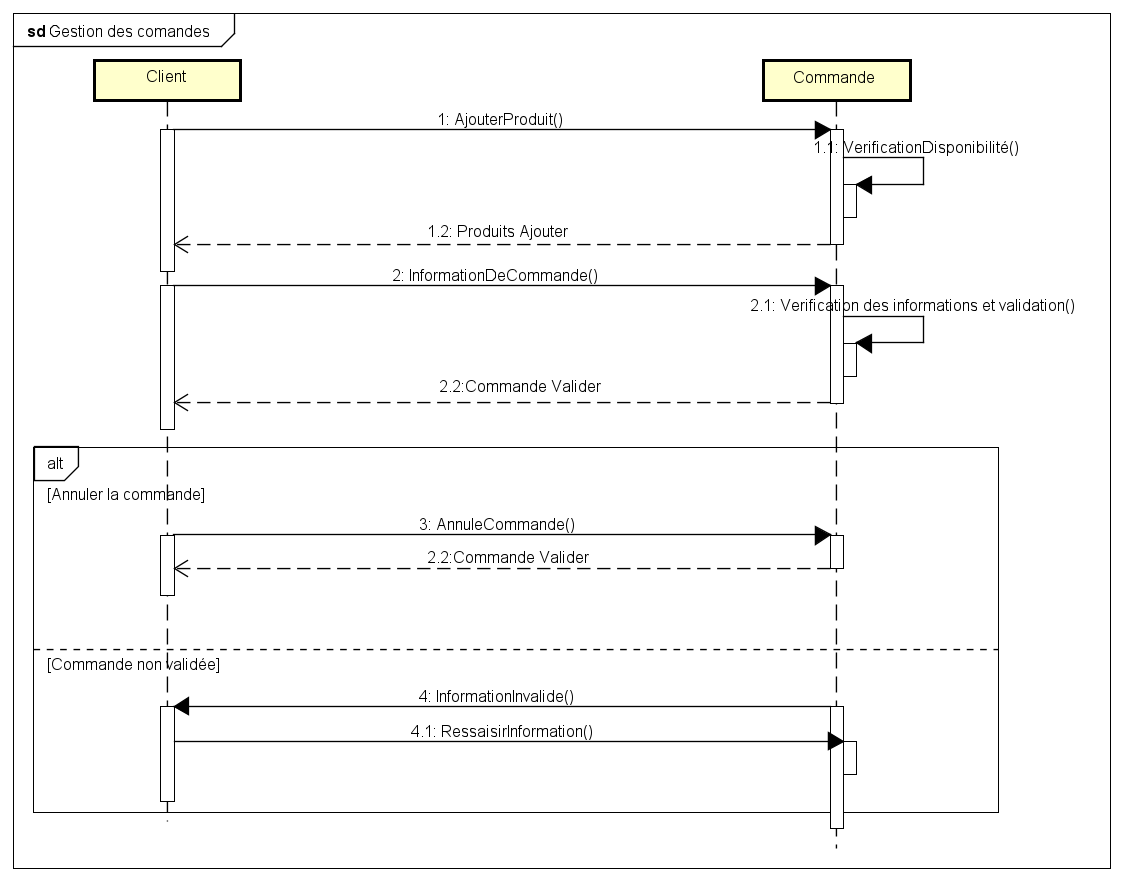 sd Gestion des comandes
Client
Commande
1: AjouterProduit()
1.1: VerificationDisponibilité()
1.2: Produits Ajouter
2: InformationDeCommande()
2.1: Verification des informations et validation()
2.2:Commande Valider
alt
[Annuler la commande]
3: AnnuleCommande()
2.2:Commande Valider
[Commande non validée]
4: InformationInvalide()
4.1: RessaisirInformation()